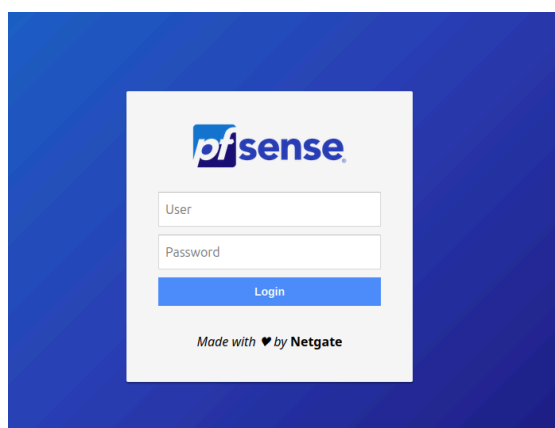 pfsense®
User
Password
Login
Made with ♥ by Netgate